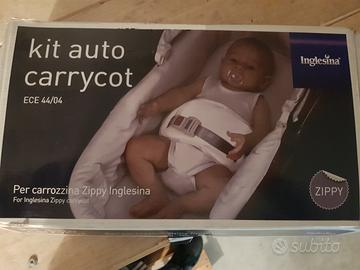 kit auto
carrycot
ECE 44/04
Inglesina
Per carrozzina Zippy Inglesina
For Inglesina Zippy carrycot
ZIPPY
subito